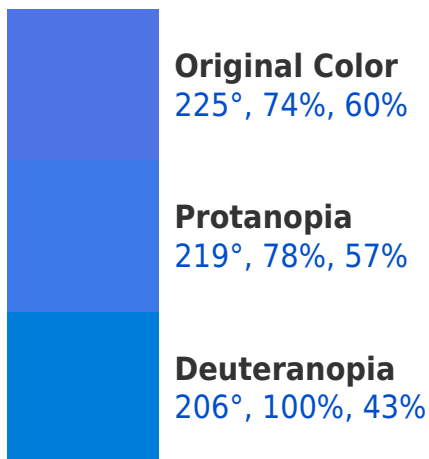 Original Color
225°, 74%, 60%
Protanopia
219°, 78%, 57%
Deuteranopia
206°, 100%, 43%